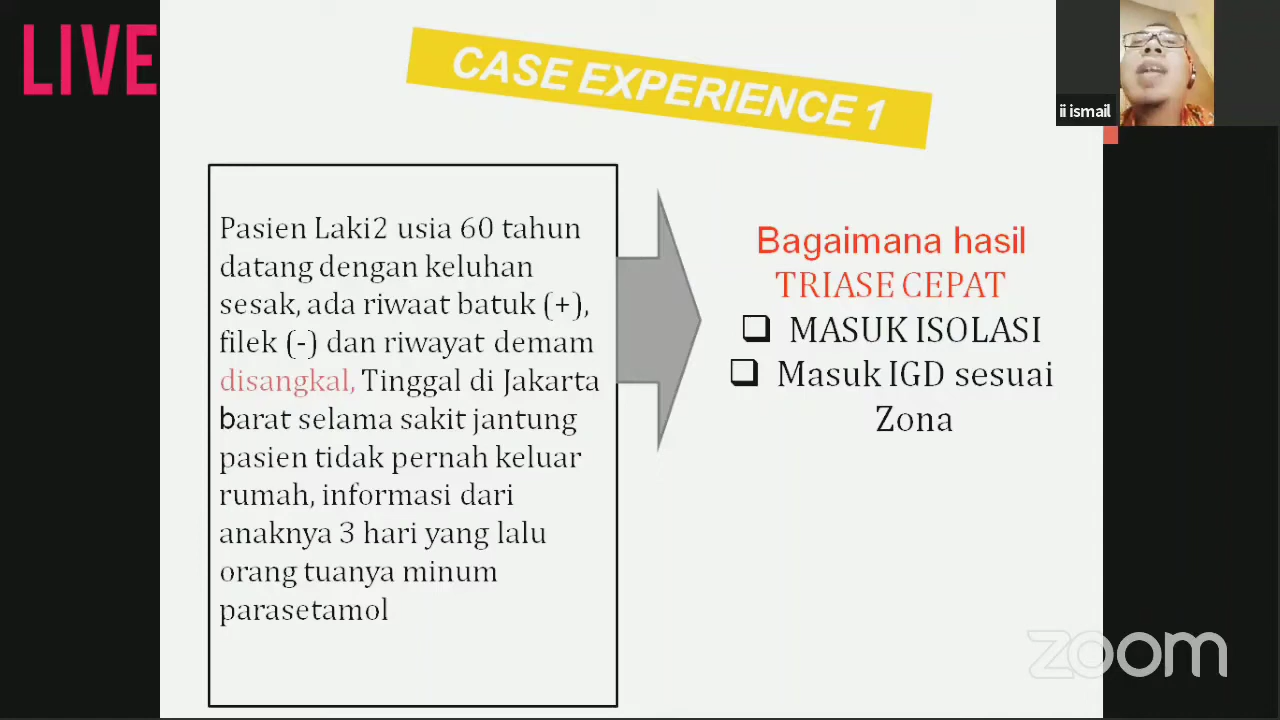 LIVE
CASE EXPERIENCE 1
ii ismail
Pasien Laki2 usia 60 tahun
datang dengan keluhan
sesak, ada riwaat batuk (+),
filek (-) dan riwayat demam
disangkal, Tinggal di Jakarta
barat selama sakit jantung
pasien tidak pernah keluar
rumah, informasi dari
anaknya 3 hari yang lalu
orang tuanya minum
parasetamol
Bagaimana hasil
TRIASE CEPAT
MASUK ISOLASI
Masuk IGD sesuai
Zona
zoom